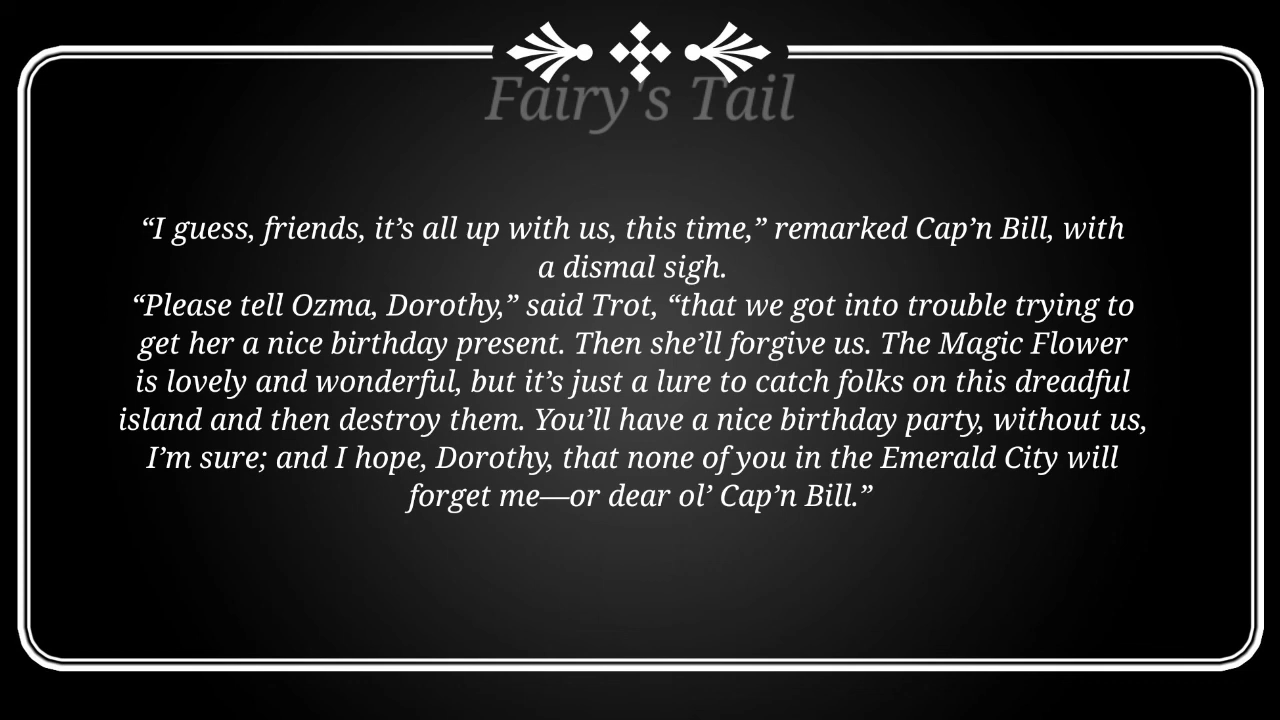 Fairy's Tail
“I guess, friends, it’s all up with us, this time,” remarked Cap’n Bill, with
a dismal sigh.
“Please tell Ozma, Dorothy,” said Trot, “that we got into trouble trying to
get her a nice birthday present. Then she’ll forgive us. The Magic Flower
is lovely and wonderful, but it’s just a lure to catch folks on this dreadful
island and then destroy them. You’ll have a nice birthday party, without us,
I’m sure; and I hope, Dorothy, that none of you in the Emerald City will
forget me—or dear ol’ Cap’n Bill.”